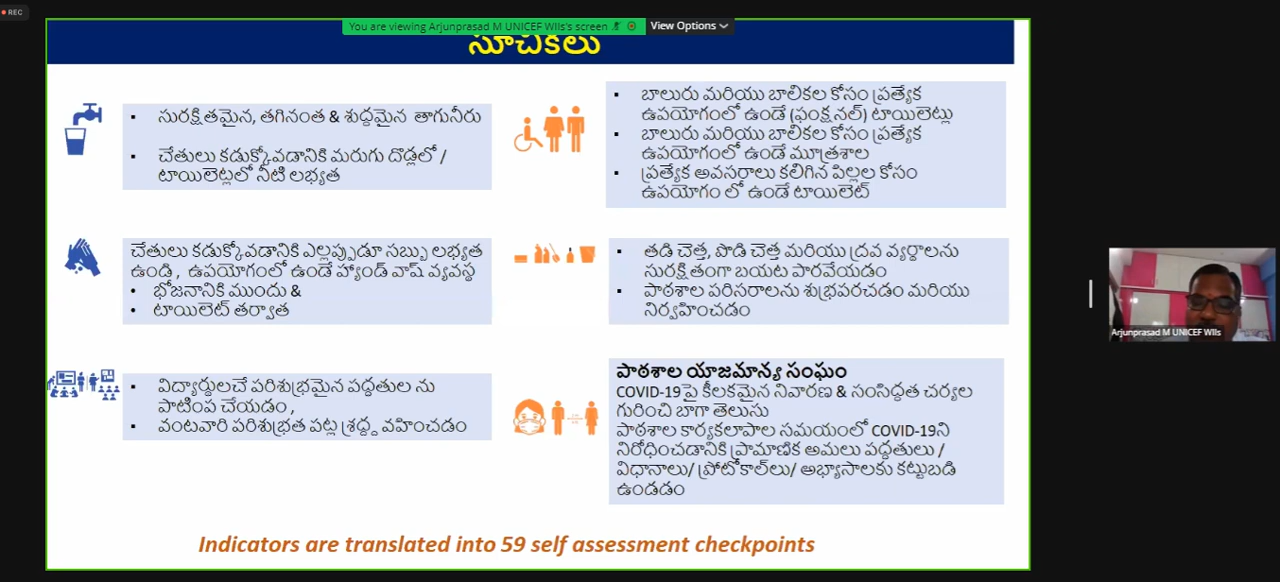 REC
You are viewing Arjunprasad M UNICEF WIIs's screen
View Options
సూచికలు
సురక్షితమైన, తగినంత & శుద్దమైన తాగునీరు
చేతులు కడుక్కోవడానికి మరుగు దొడ్లలో /
టాయిలెట్లలో నీటి లభ్యత
బాలురు మరియు బాలికల కోసం ప్రత్యేక
ఉపయోగంలో ఉండే (ఫంక్షనల్) టాయిలెట్లు
బాలురు మరియు బాలికల కోసం ప్రత్యేక
ఉపయోగంలో ఉండే మూత్రశాల
ప్రత్యేక అవసరాలు కలిగిన పిల్లల కోసం
ఉపయోగం లో ఉండే టాయిలెట్
చేతులు కడుక్కోవడానికి ఎల్లప్పుడూ సబ్బు లభ్యత
ఉండి , ఉపయోగంలో ఉండే హ్యాండ్ వాష్ వ్యవస్థ
భోజనానికి ముందు &
టాయిలెట్ తర్వాత
తడి చెత్త, పొడి చెత్త మరియు ద్రవ వ్యర్థాలను
సురక్షితంగా బయట పారవేయడం
పాఠశాల పరిసరాలను శుభ్రపరచడం మరియు
నిర్వహించడం
విద్యార్థులచే పరిశుభ్రమైన పద్దతుల ను
పాటింప చేయడం ,
వంటవారి పరిశుభ్రత పట్ల శ్రద్ద వహించడం
పాఠశాల యాజమాన్య సంఘం
COVID-19 పై కీలకమైన నివారణ & సంసిద్దత చర్యల
గురించి బాగా తెలుసు
పాఠశాల కార్యకలాపాల సమయంలో COVID-19ని
నిరోధించడానికి ప్రామాణిక అమలు పద్దతులు /
విధానాలు/ ప్రోటోకాల్‌లు/ అభ్యాసాలకు కట్టుబడి
ఉండడం
Indicators are translated into 59 self assessment checkpoints
Arjunprasad M UNICEF WIIs